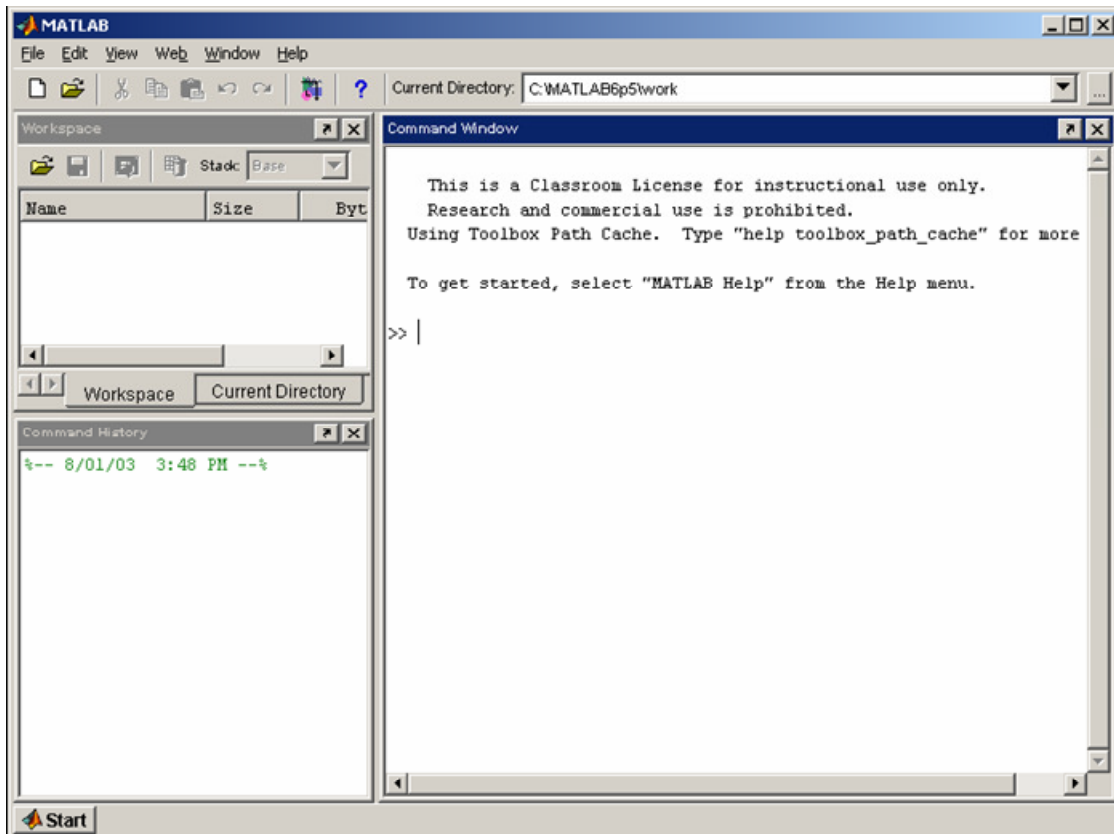 MATLAB
File Edit View Web Window Help
? Current Directory: C:\MATLAB6p5\work ...
Workspace
Stack: Base
Name Size Byt
Workspace Current Directory
Command History
%-- 8/01/03 3:48 PM --%
Command Window
This is a Classroom License for instructional use only.
Research and commercial use is prohibited.
Using Toolbox Path Cache. Type "help toolbox_path_cache" for more
To get started, select "MATLAB Help" from the Help menu.
>>
Start